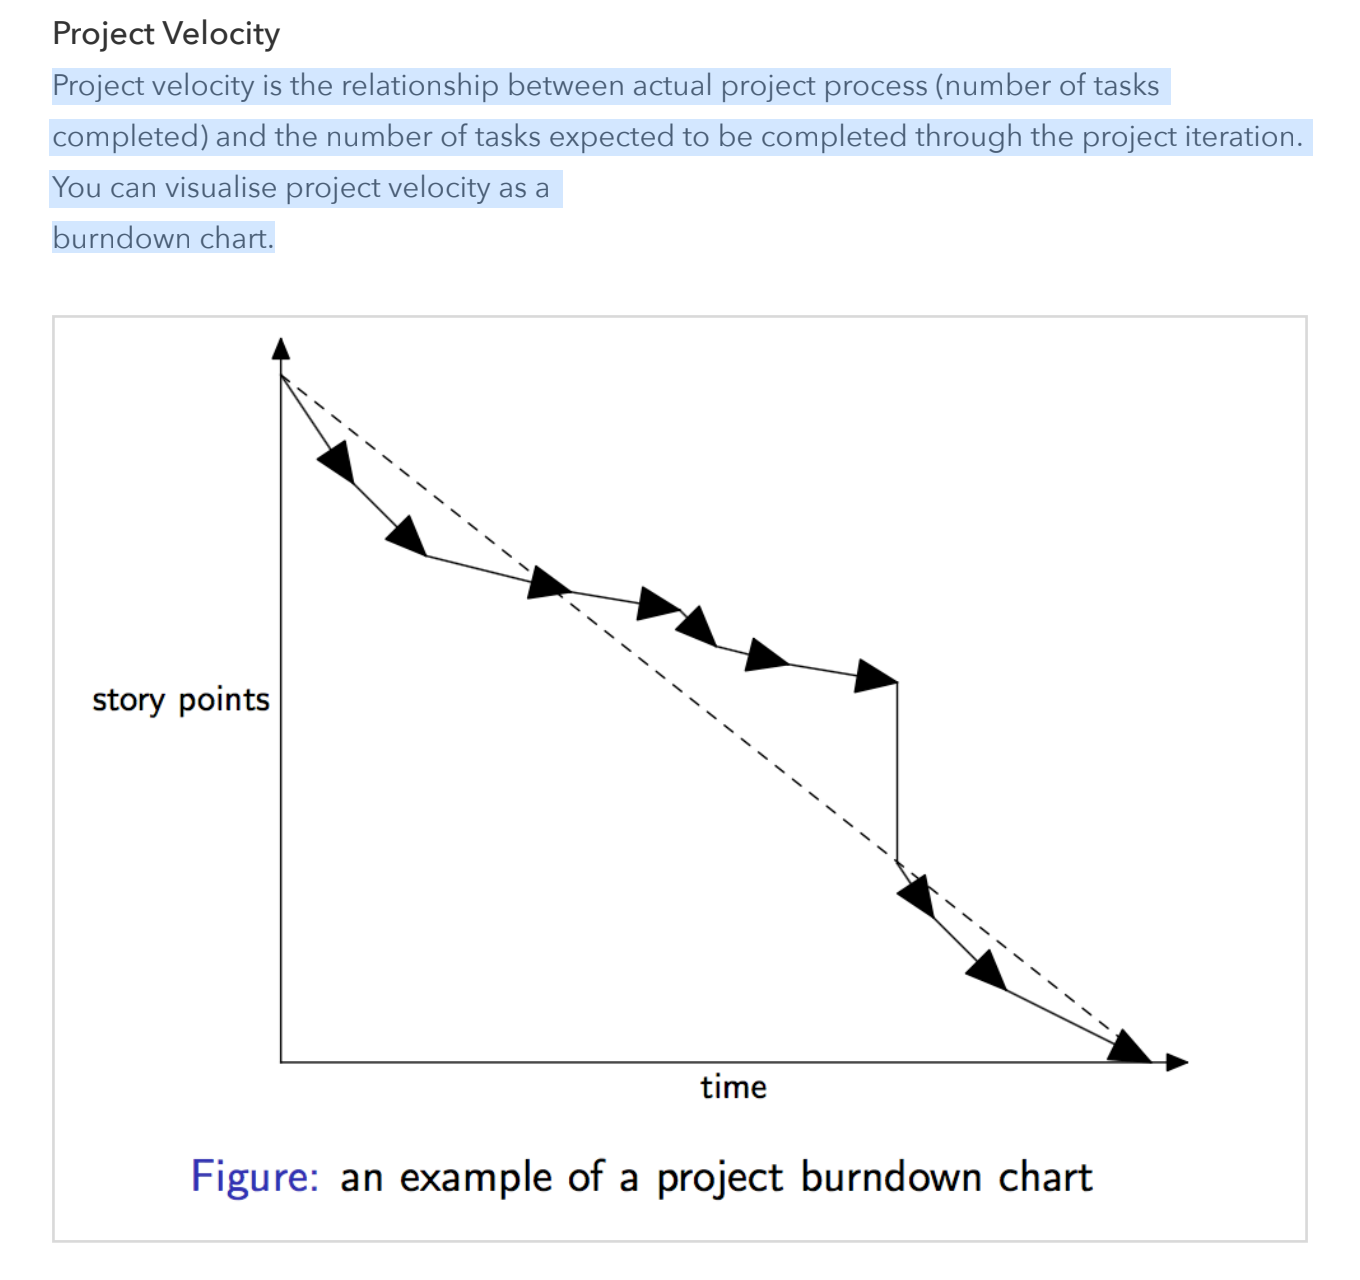 Project Velocity
Project velocity is the relationship between actual project process (number of tasks
completed) and the number of tasks expected to be completed through the project iteration.
You can visualise project velocity as a
burndown chart.
story points
time
Figure: an example of a project burndown chart